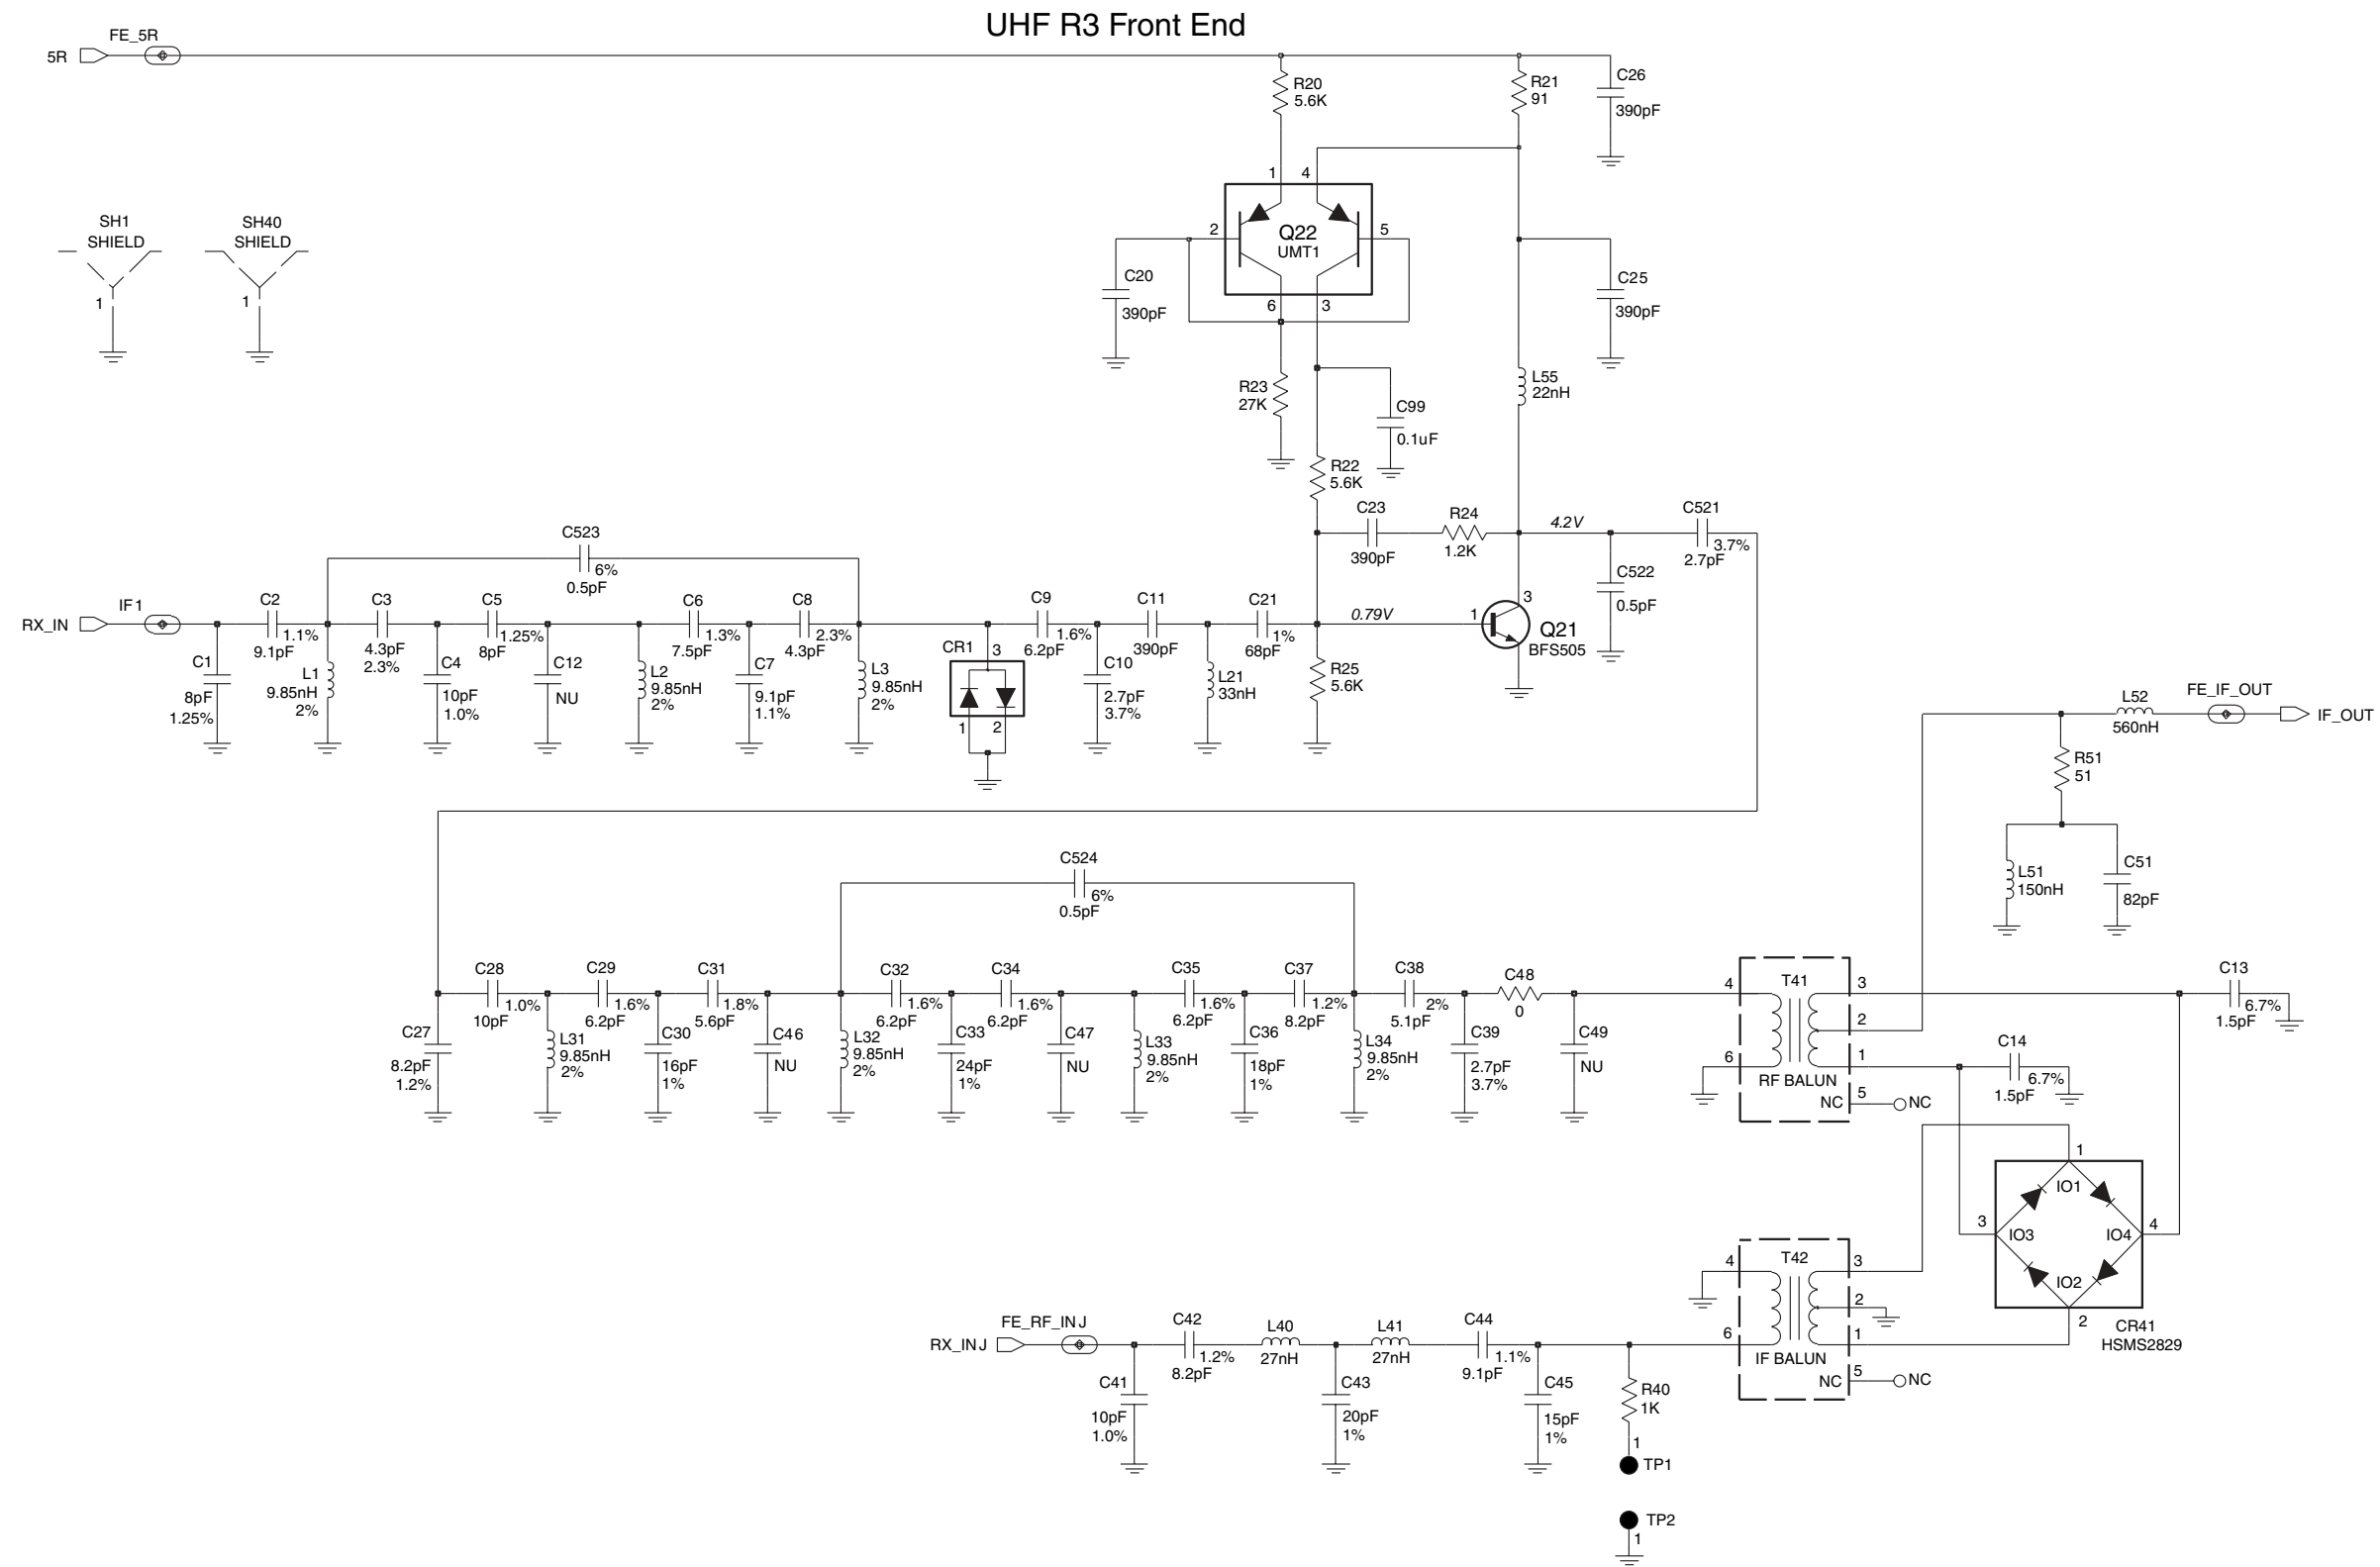 UHF R3 Front End
FE_5R
5R
R20
5.6K
R21
91
C26
390pF
1
4
SH1
SHIELD
1
SH40
SHIELD
1
2
Q22
UMT1
5
6
3
C20
390pF
C25
390pF
R23
27K
C99
0.1uF
L55
22nH
R22
5.6K
C23
390pF
R24
1.2K
4.2V
C521
3.7%
2.7pF
C522
0.5pF
C523
6%
0.5pF
RX_IN
IF1
C1
8pF
1.25%
C2
1.1%
9.1pF
L1
9.85nH
2%
C3
4.3pF
2.3%
C4
10pF
1.0%
C5
1.25%
8pF
C12
NU
L2
9.85nH
2%
C6
1.3%
7.5pF
C7
9.1pF
1.1%
C8
2.3%
4.3pF
L3
9.85nH
2%
CR1
3
1
2
C9
1.6%
6.2pF
C10
2.7pF
3.7%
C11
390pF
L21
33nH
C21
1%
68pF
0.79V
R25
5.6K
1
3
Q21
BFS505
L52
560nH
FE_IF_OUT
IF_OUT
R51
51
L51
150nH
C51
82pF
C524
6%
0.5pF
C27
8.2pF
1.2%
C28
1.0%
10pF
L31
9.85nH
2%
C29
1.6%
6.2pF
C30
16pF
1%
C31
1.8%
5.6pF
C46
NU
L32
9.85nH
2%
C32
1.6%
6.2pF
C33
24pF
1%
C34
1.6%
6.2pF
C47
NU
L33
9.85nH
2%
C35
1.6%
6.2pF
C36
18pF
1%
C37
1.2%
8.2pF
L34
9.85nH
2%
C38
2%
5.1pF
C39
2.7pF
3.7%
C48
0
C49
NU
4
T41
3
2
6
1
RF BALUN
NC
5
NC
C13
6.7%
1.5pF
C14
6.7%
1.5pF
1
IO1
3
IO3
IO4
4
IO2
2
CR41
HSMS2829
4
T42
3
2
6
1
IF BALUN
NC
5
NC
RX_INJ
FE_RF_INJ
C41
10pF
1.0%
C42
1.2%
8.2pF
L40
27nH
C43
20pF
1%
L41
27nH
C44
1.1%
9.1pF
C45
15pF
1%
R40
1K
1
TP1
TP2
1